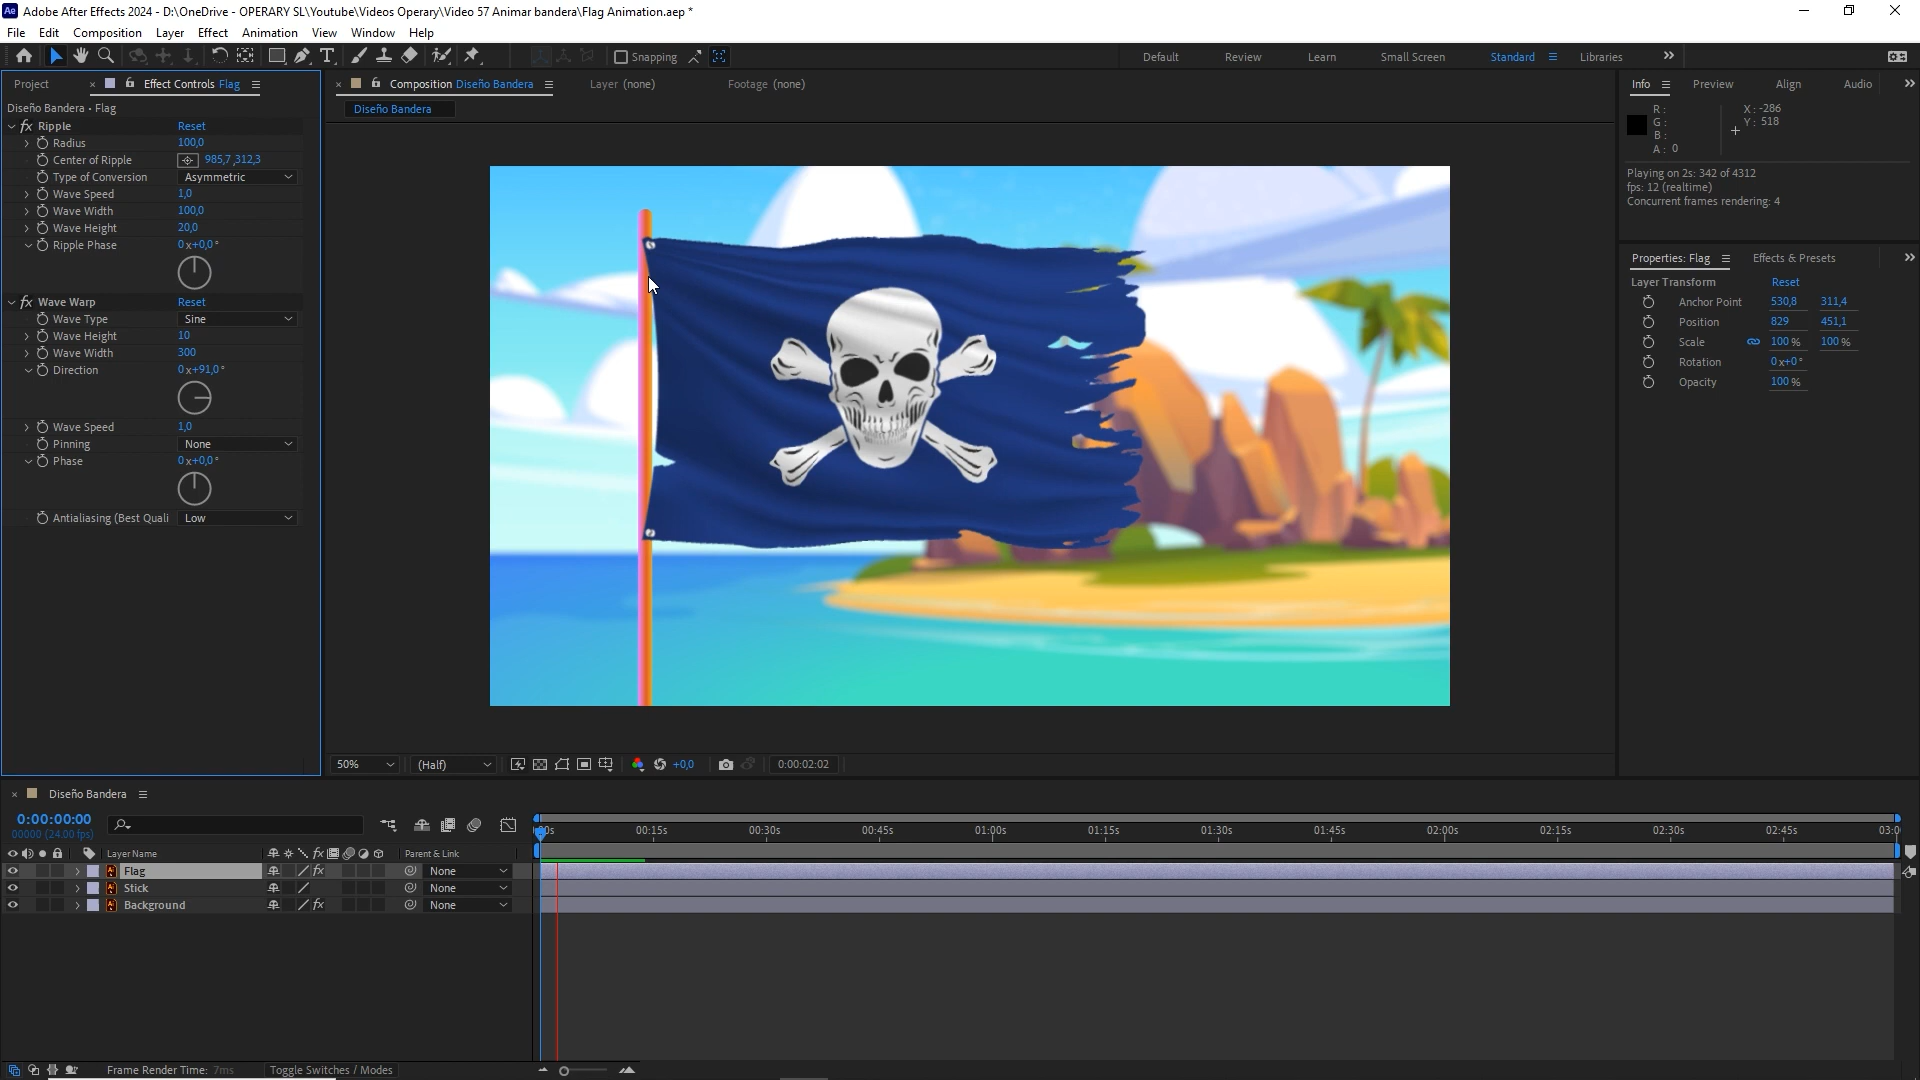 Ae Adobe After Effects 2024 - D:\OneDrive - OPERARY SL\Youtube\Videos Operary\Video 57 Animar bandera\Flag Animation.aep *
File Edit Composition Layer Effect Animation View Window Help
Snapping
Default Review Learn Small Screen Standard Libraries
Project
Effect Controls Flag
Diseño Bandera • Flag
fx Ripple Reset
Radius 100,0
Center of Ripple 985,7,312,3
Type of Conversion Asymmetric
Wave Speed 1,0
Wave Width 100,0
Wave Height 20,0
Ripple Phase 0x+0,0°
fx Wave Warp Reset
Wave Type Sine
Wave Height 10
Wave Width 300
Direction 0x+91,0°
Wave Speed 1,0
Pinning None
Phase 0x+0,0°
Antialiasing (Best Quali Low
Composition Diseño Bandera
Layer (none)
Footage (none)
Diseño Bandera
50% (Half) +0,0 0:00:02:02
Info Preview Align Audio
R :
G :
B :
A : 0
X : -286
Y : 518
Playing on 2s: 342 of 4312
fps: 12 (realtime)
Concurrent frames rendering: 4
Properties: Flag Effects & Presets
Layer Transform Reset
Anchor Point 530,8 311,4
Position 829 451,1
Scale 100% 100%
Rotation 0x+0°
Opacity 100%
Diseño Bandera
0:00:00:00
00000 (24.00 fps)
00:15s 00:30s 00:45s 01:00s 01:15s 01:30s 01:45s 02:00s 02:15s 02:30s 02:45s 03:0
Layer Name fx Parent & Link
Flag fx None
Stick None
Background fx None
Frame Render Time: 7ms
Toggle Switches / Modes